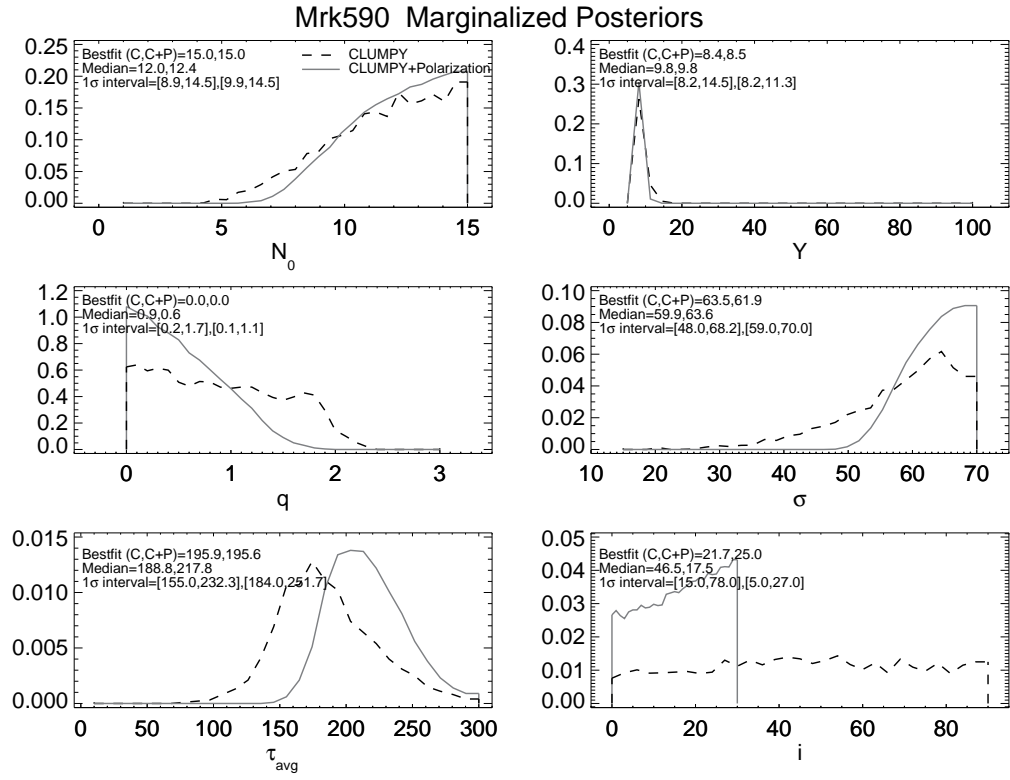 Mrk590 Marginalized Posteriors
0.25
0.20
0.15
0.10
0.05
0.00
Bestfit (C,C+P)=15.0,15.0
Median=12.0,12.4
1σ interval=[8.9,14.5],[9.9,14.5]
CLUMPY
CLUMPY+Polarization
0 5 10 15
N0
0.4
0.3
0.2
0.1
0.0
Bestfit (C,C+P)=8.4,8.5
Median=9.8,9.8
1σ interval=[8.2,14.5],[8.2,11.3]
0 20 40 60 80 100
Y
1.2
1.0
0.8
0.6
0.4
0.2
0.0
Bestfit (C,C+P)=0.0,0.0
Median=0.9,0.6
1σ interval=[0.2,1.7],[0.1,1.1]
0 1 2 3
q
0.10
0.08
0.06
0.04
0.02
0.00
Bestfit (C,C+P)=63.5,61.9
Median=59.9,63.6
1σ interval=[48.0,68.2],[59.0,70.0]
10 20 30 40 50 60 70
σ
0.015
0.010
0.005
0.000
Bestfit (C,C+P)=195.9,195.6
Median=188.8,217.8
1σ interval=[155.0,232.3],[184.0,251.7]
0 50 100 150 200 250 300
τavg
0.05
0.04
0.03
0.02
0.01
0.00
Bestfit (C,C+P)=21.7,25.0
Median=46.5,17.5
1σ interval=[15.0,78.0],[5.0,27.0]
0 20 40 60 80
i